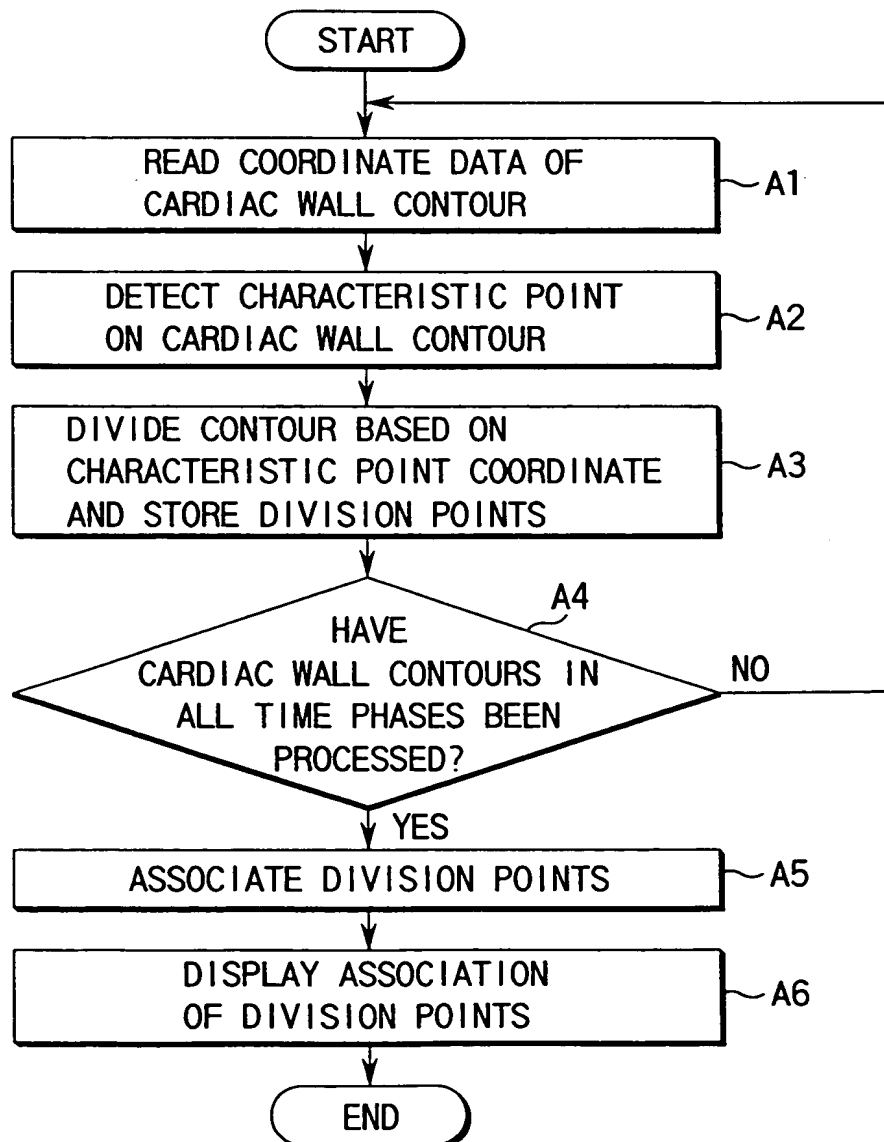 START
READ COORDINATE DATA OF
CARDIAC WALL CONTOUR
A1
DETECT CHARACTERISTIC POINT
ON CARDIAC WALL CONTOUR
A2
DIVIDE CONTOUR BASED ON
CHARACTERISTIC POINT COORDINATE
AND STORE DIVISION POINTS
A3
A4
HAVE
CARDIAC WALL CONTOURS IN
ALL TIME PHASES BEEN
PROCESSED?
NO
YES
ASSOCIATE DIVISION POINTS
A5
DISPLAY ASSOCIATION
OF DIVISION POINTS
A6
END